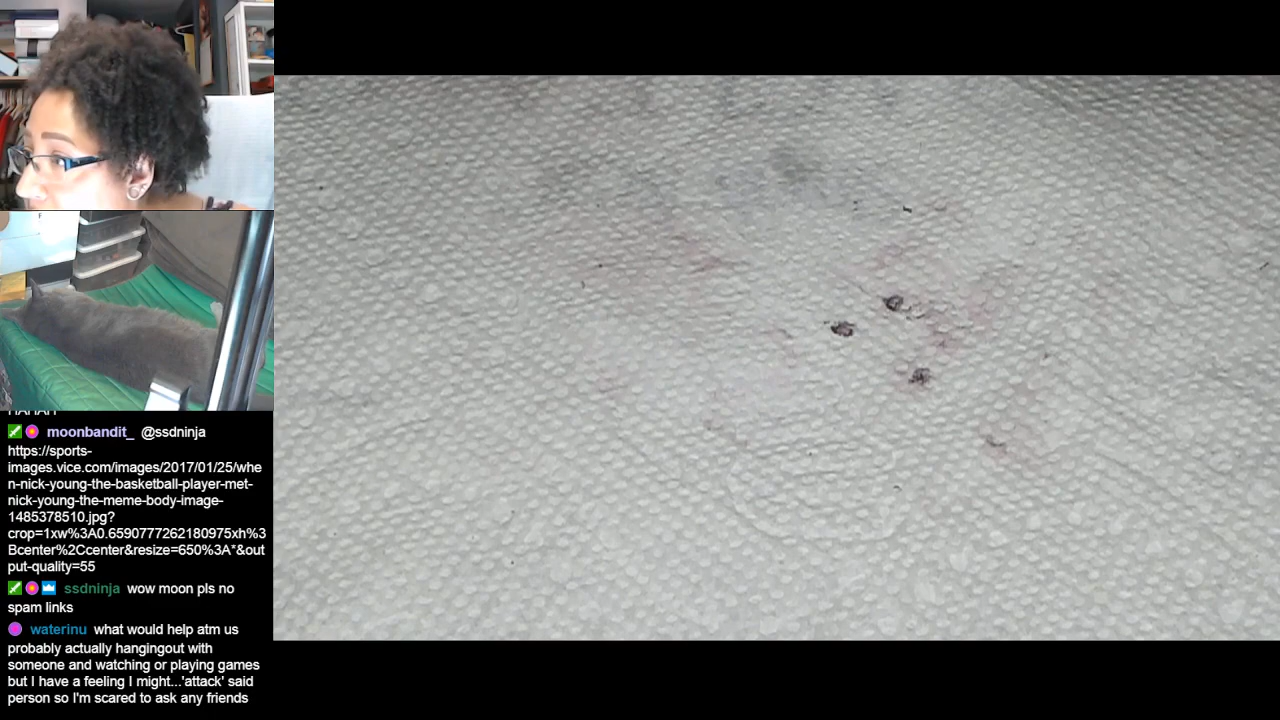 moonbandit_ @ssdninja
https://sports-
images.vice.com/images/2017/01/25/whe
n-nick-young-the-basketball-player-met-
nick-young-the-meme-body-image-
1485378510.jpg?
crop=1xw%3A0.6590777262180975xh%3
Bcenter%2Ccenter&resize=650%3A*&out
put-quality=55
ssdninja wow moon pls no
spam links
waterinu what would help atm us
probably actually hangingout with
someone and watching or playing games
but I have a feeling I might...'attack' said
person so I'm scared to ask any friends